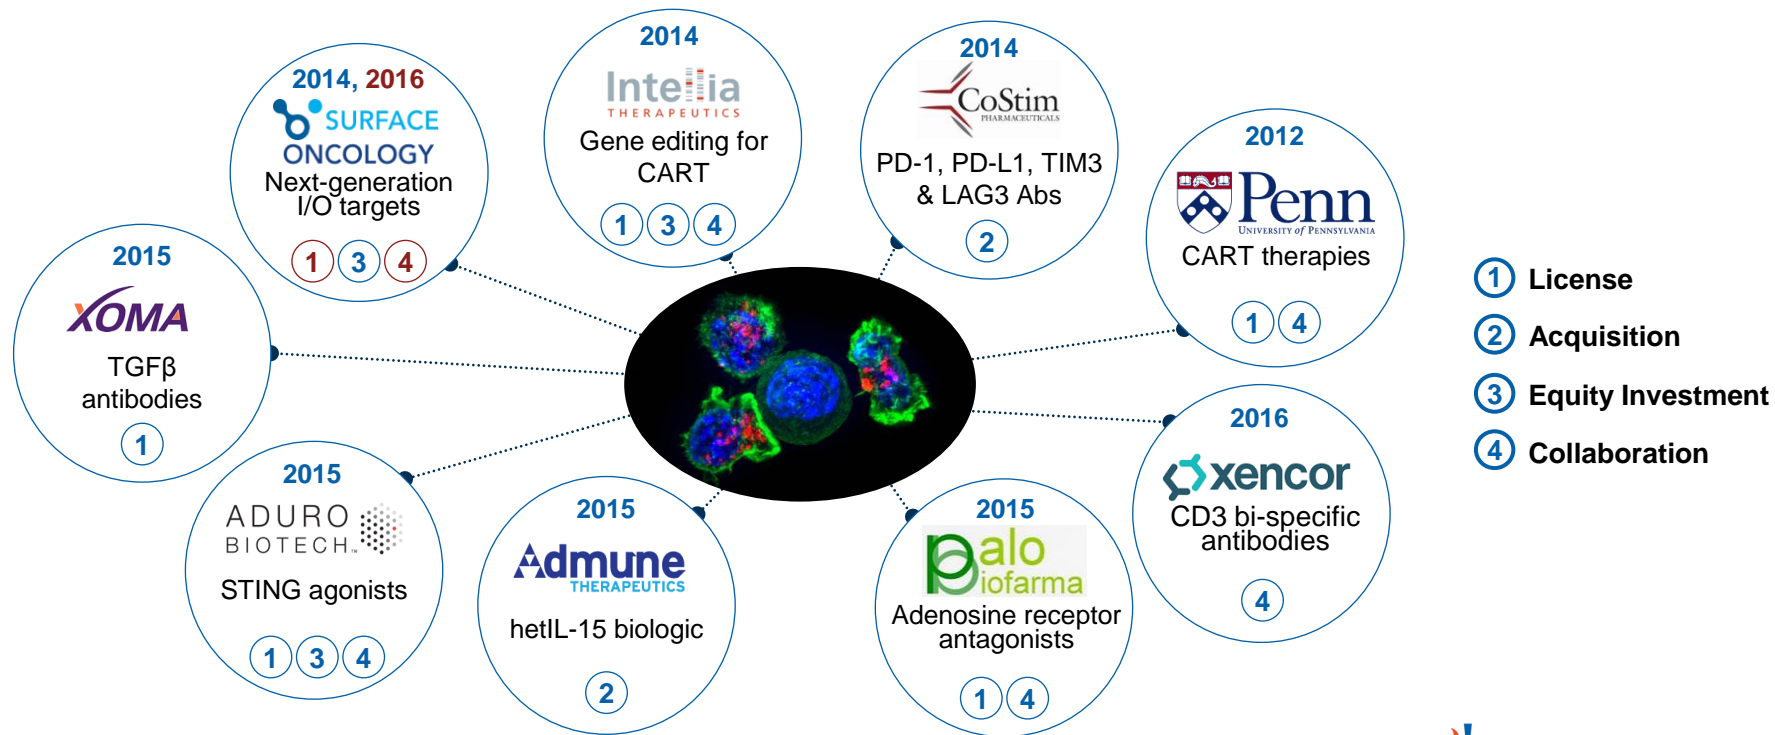 2014, 2016
SURFACE
ONCOLOGY
Next-generation
I/O targets
1 3 4
2014
Intellia
THERAPEUTICS
Gene editing for
CART
1 3 4
2014
CoStim
PHARMACEUTICALS
PD-1, PD-L1, TIM3
& LAG3 Abs
2
2012
Penn
UNIVERSITY of PENNSYLVANIA
CART therapies
1 4
2015
XOMA
TGFβ
antibodies
1
2015
ADURO
BIOTECH™
STING agonists
1 3 4
2015
Admune
THERAPEUTICS
hetIL-15 biologic
2
2015
Palo
Biofarma
Adenosine receptor
antagonists
1 4
2016
xencor
CD3 bi-specific
antibodies
4
1 License
2 Acquisition
3 Equity Investment
4 Collaboration